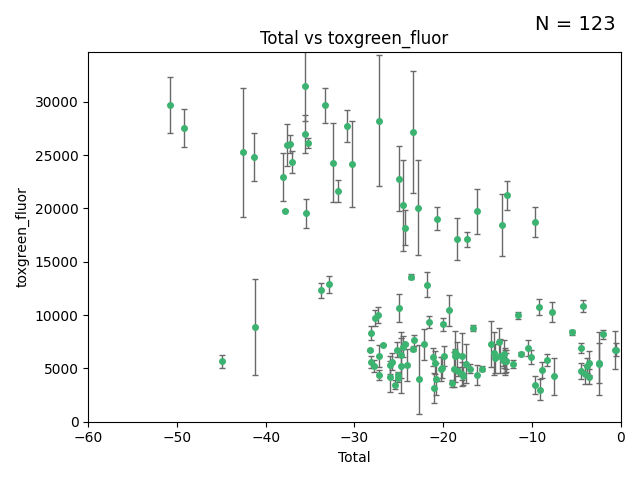 N = 123
Total vs toxgreen_fluor
toxgreen_fluor
30000
25000
20000
15000
10000
5000
0
−60 −50 −40 −30 −20 −10 0
Total